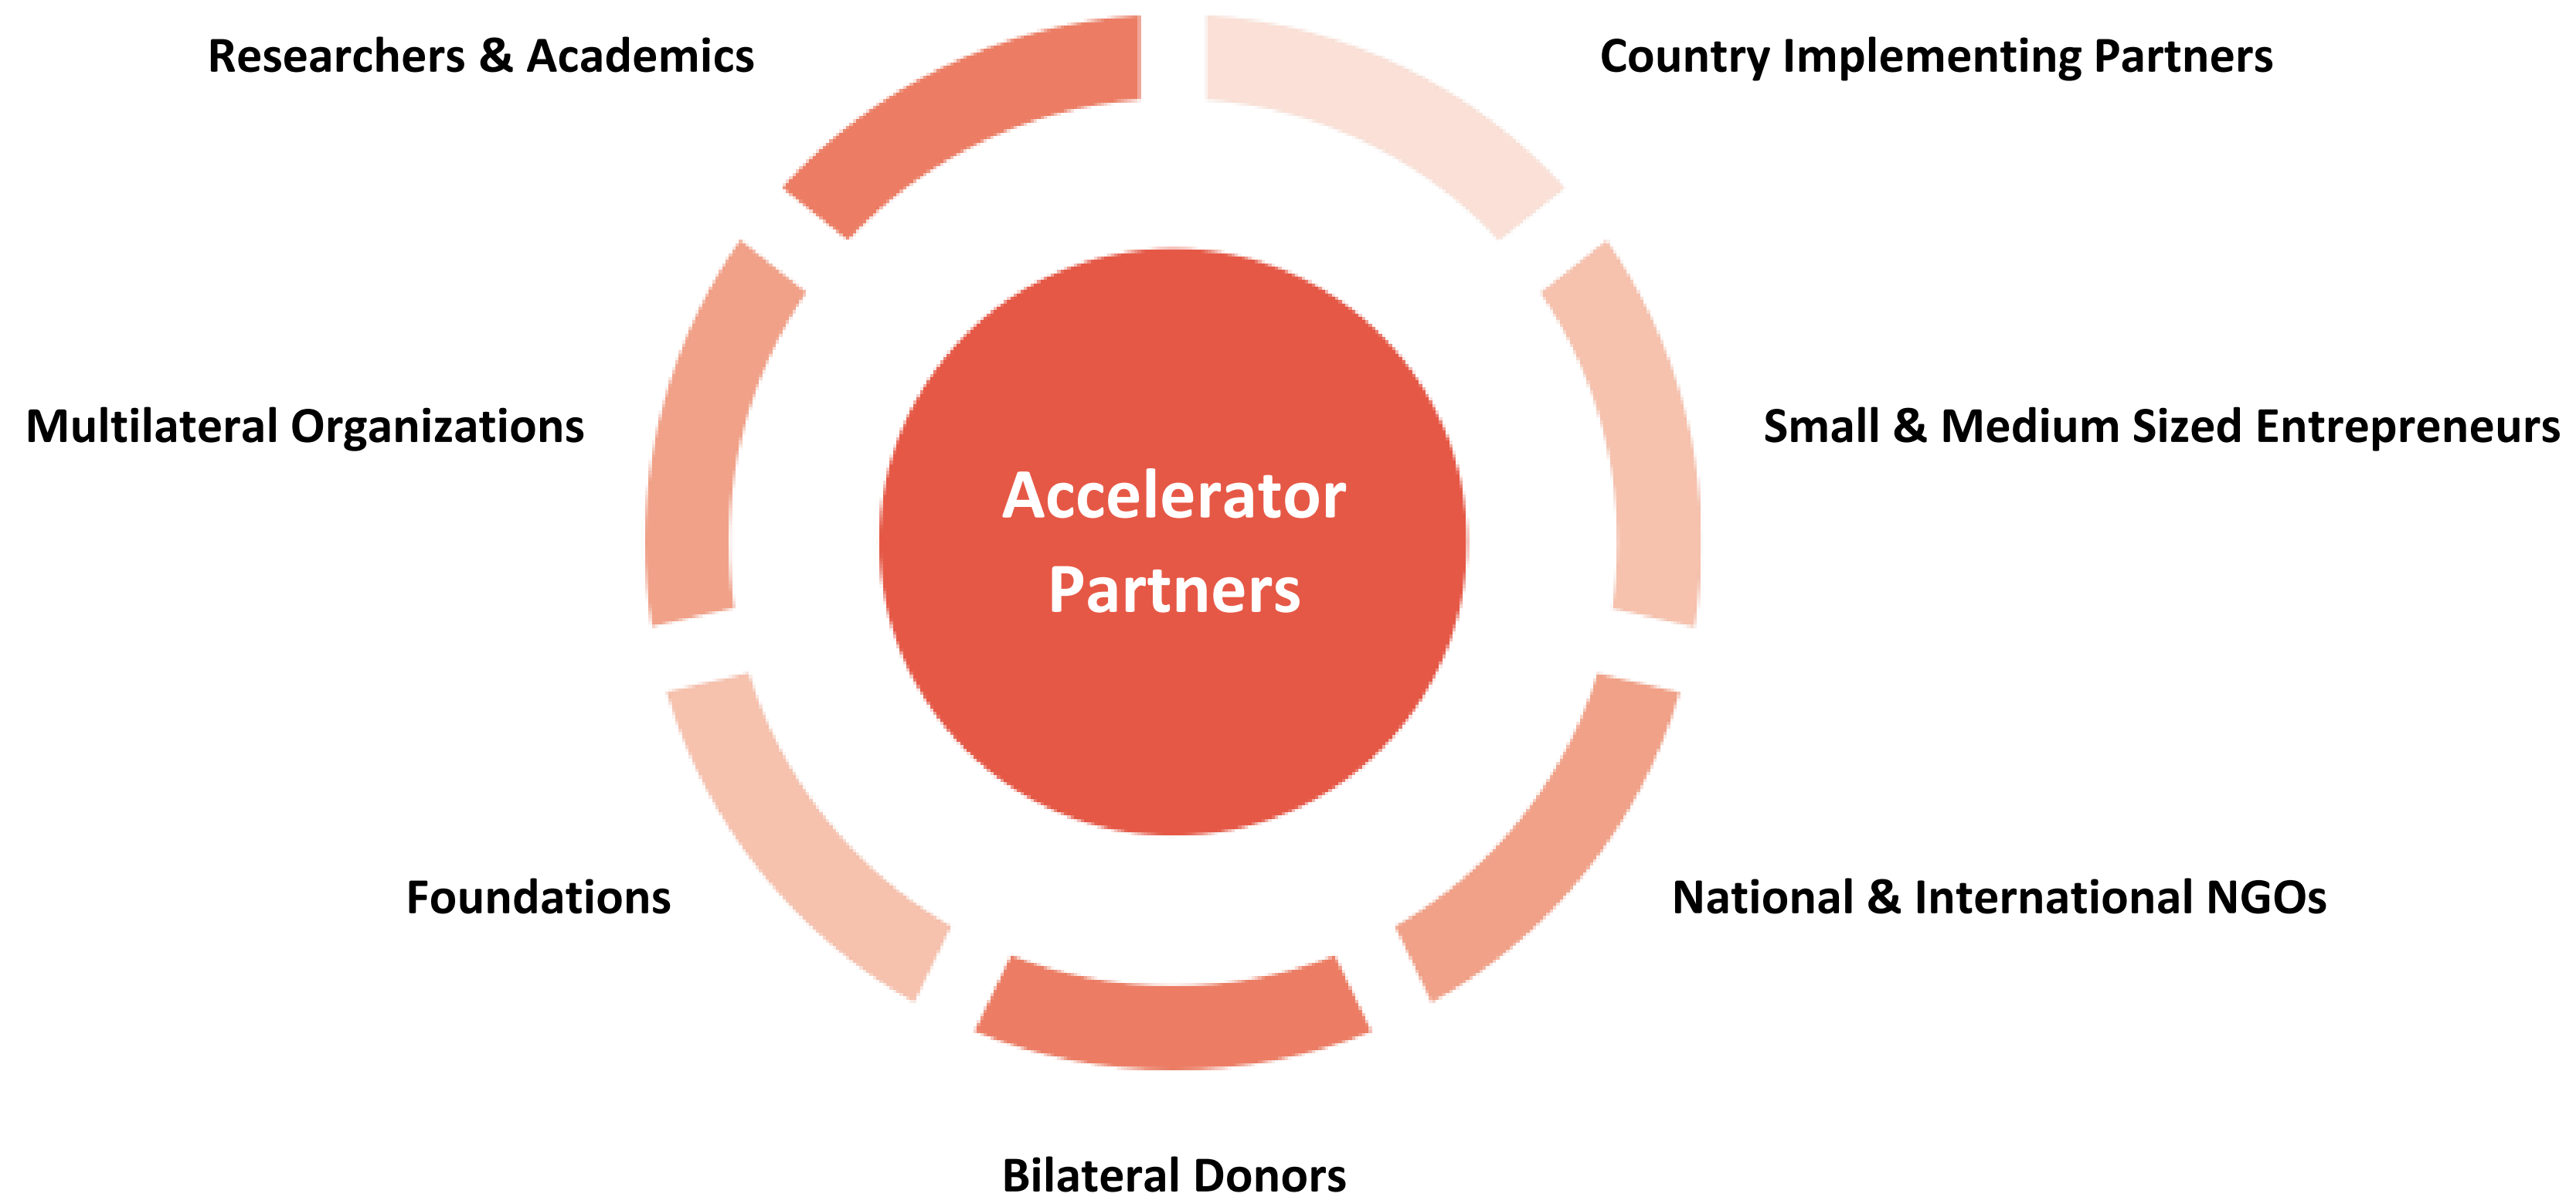 Researchers & Academics
Country Implementing Partners
Multilateral Organizations
Small & Medium Sized Entrepreneurs
Accelerator
Partners
Foundations
National & International NGOs
Bilateral Donors